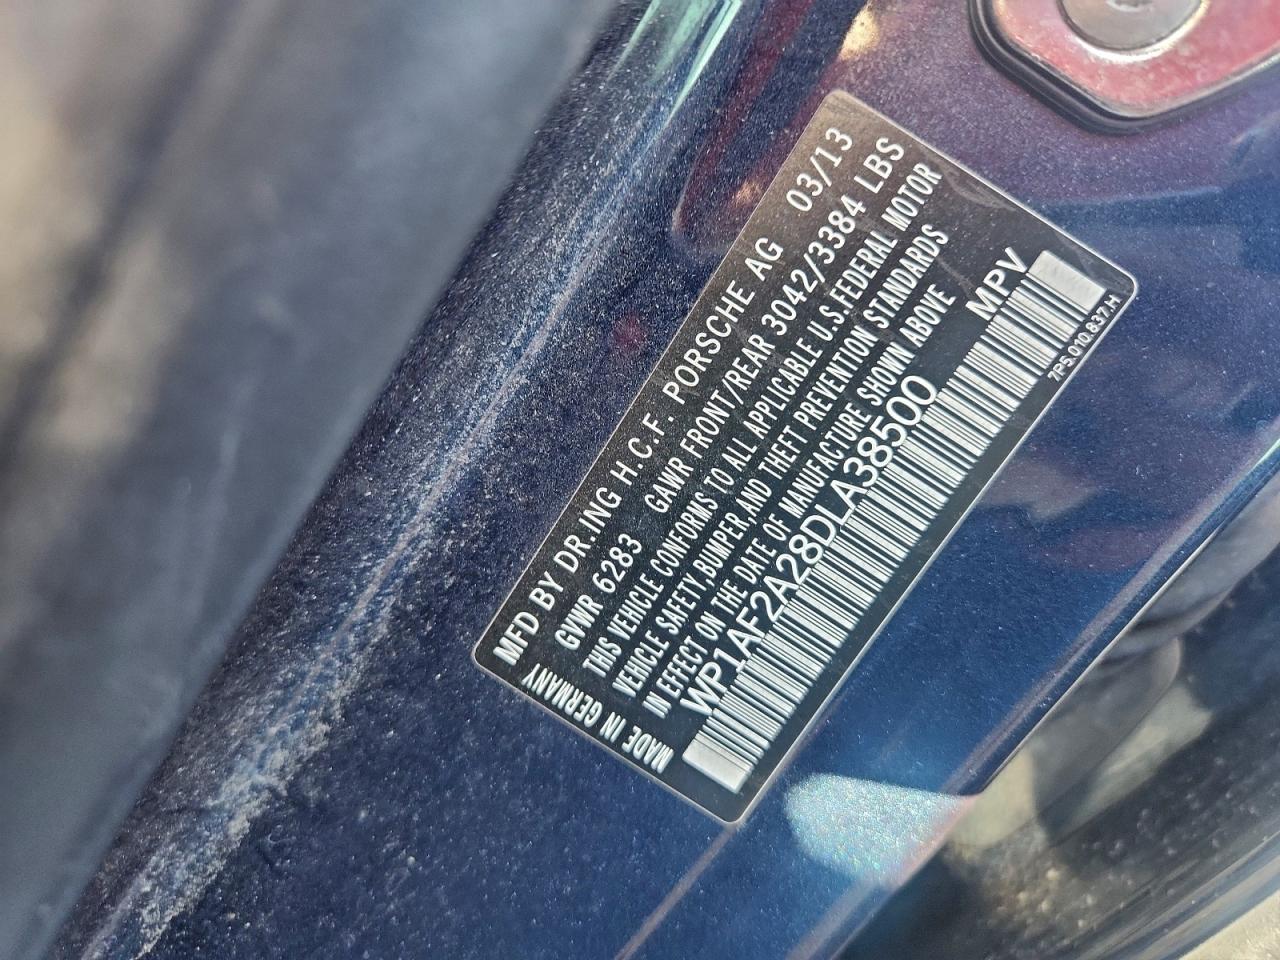 MFD BY DR.ING H.C.F. PORSCHE AG 03/13
GVWR 6283 GAWR FRONT/REAR 3042/3384 LBS
THIS VEHICLE CONFORMS TO ALL APPLICABLE U.S.FEDERAL MOTOR
VEHICLE SAFETY,BUMPER,AND THEFT PREVENTION STANDARDS
IN EFFECT ON THE DATE OF MANUFACTURE SHOWN ABOVE
WP1AF2A28DLA38500 MPV
MADE IN GERMANY
7P5.010.837.H